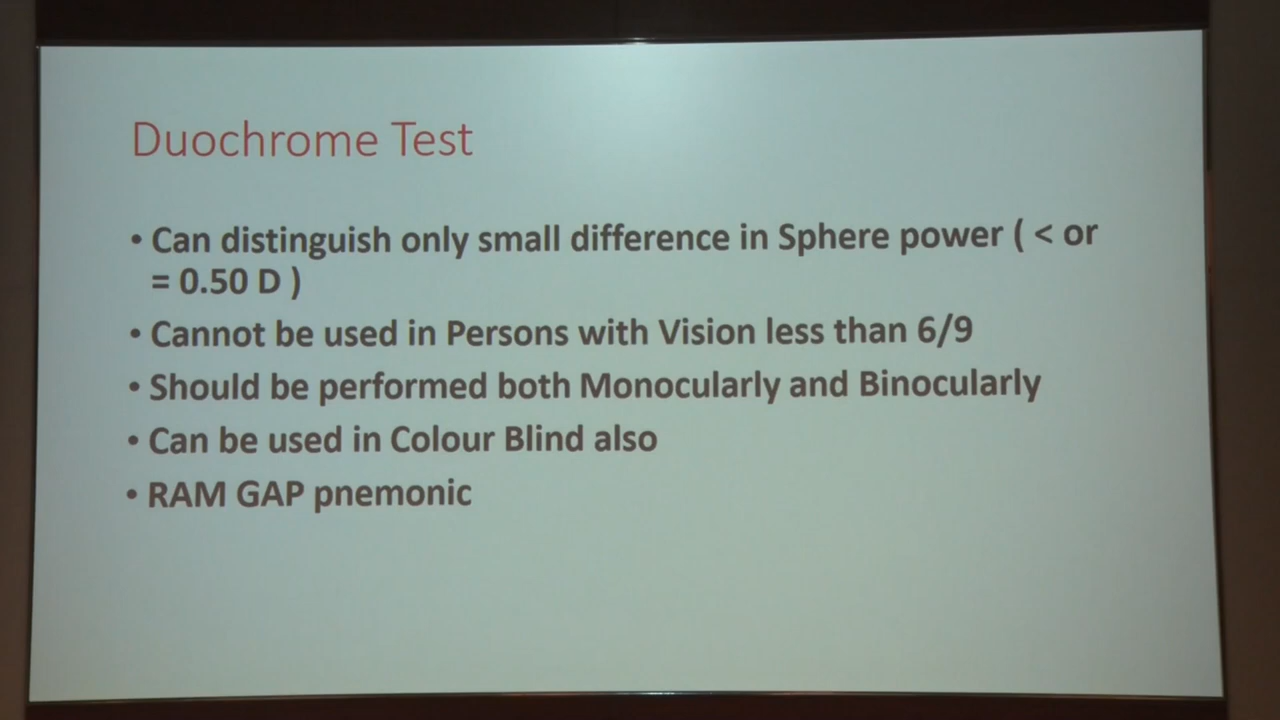 Duochrome Test
• Can distinguish only small difference in Sphere power ( < or
= 0.50 D )
• Cannot be used in Persons with Vision less than 6/9
• Should be performed both Monocularly and Binocularly
• Can be used in Colour Blind also
• RAM GAP pnemonic